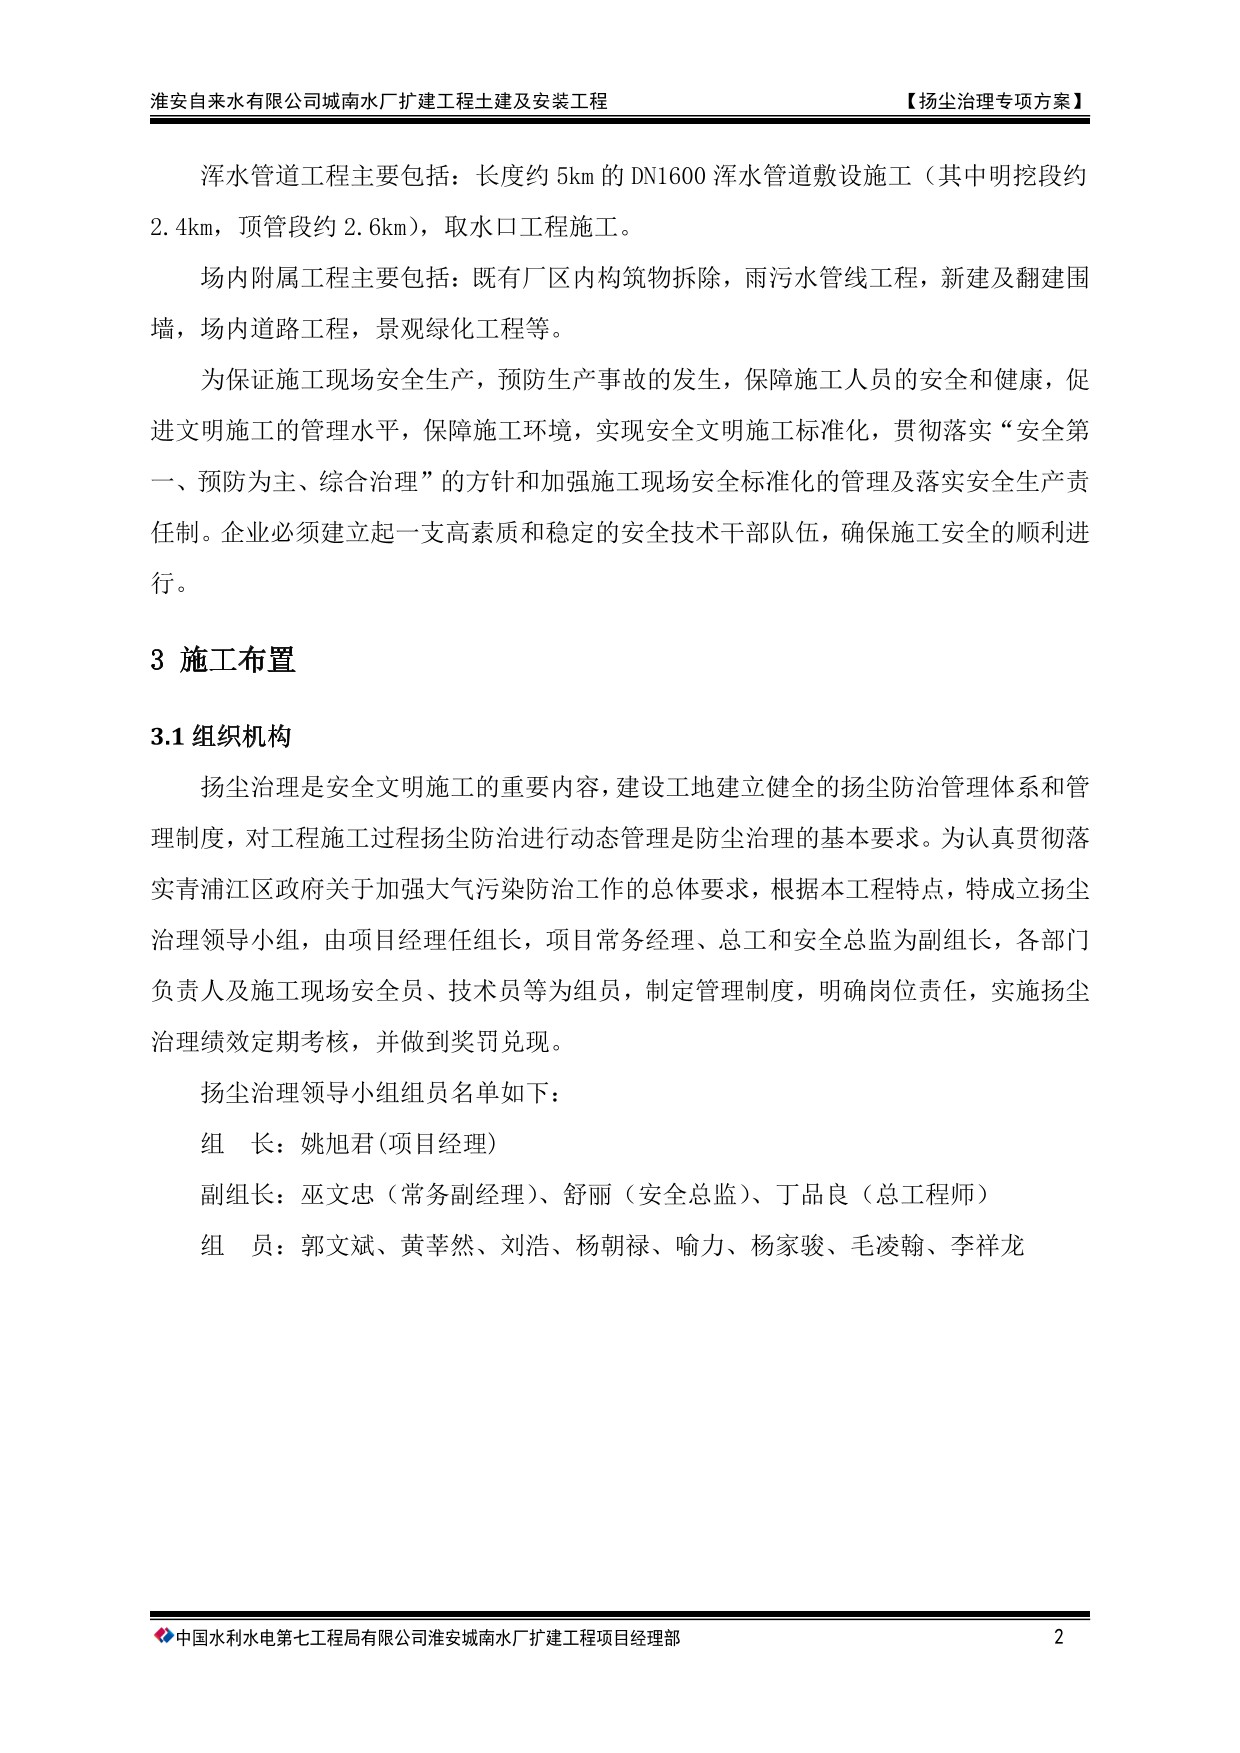 淮安自来水有限公司城南水厂扩建工程土建及安装工程 【扬尘治理专项方案】
浑水管道工程主要包括：长度约 5km 的 DN1600 浑水管道敷设施工（其中明挖段约
2.4km，顶管段约 2.6km），取水口工程施工。
场内附属工程主要包括：既有厂区内构筑物拆除，雨污水管线工程，新建及翻建围
墙，场内道路工程，景观绿化工程等。
为保证施工现场安全生产，预防生产事故的发生，保障施工人员的安全和健康，促
进文明施工的管理水平，保障施工环境，实现安全文明施工标准化，贯彻落实“安全第
一、预防为主、综合治理”的方针和加强施工现场安全标准化的管理及落实安全生产责
任制。企业必须建立起一支高素质和稳定的安全技术干部队伍，确保施工安全的顺利进
行。
3 施工布置
3.1 组织机构
扬尘治理是安全文明施工的重要内容，建设工地建立健全的扬尘防治管理体系和管
理制度，对工程施工过程扬尘防治进行动态管理是防尘治理的基本要求。为认真贯彻落
实青浦江区政府关于加强大气污染防治工作的总体要求，根据本工程特点，特成立扬尘
治理领导小组，由项目经理任组长，项目常务经理、总工和安全总监为副组长，各部门
负责人及施工现场安全员、技术员等为组员，制定管理制度，明确岗位责任，实施扬尘
治理绩效定期考核，并做到奖罚兑现。
扬尘治理领导小组组员名单如下：
组　长：姚旭君(项目经理)
副组长：巫文忠（常务副经理）、舒丽（安全总监）、丁品良（总工程师）
组　员：郭文斌、黄莘然、刘浩、杨朝禄、喻力、杨家骏、毛凌翰、李祥龙
中国水利水电第七工程局有限公司淮安城南水厂扩建工程项目经理部 2